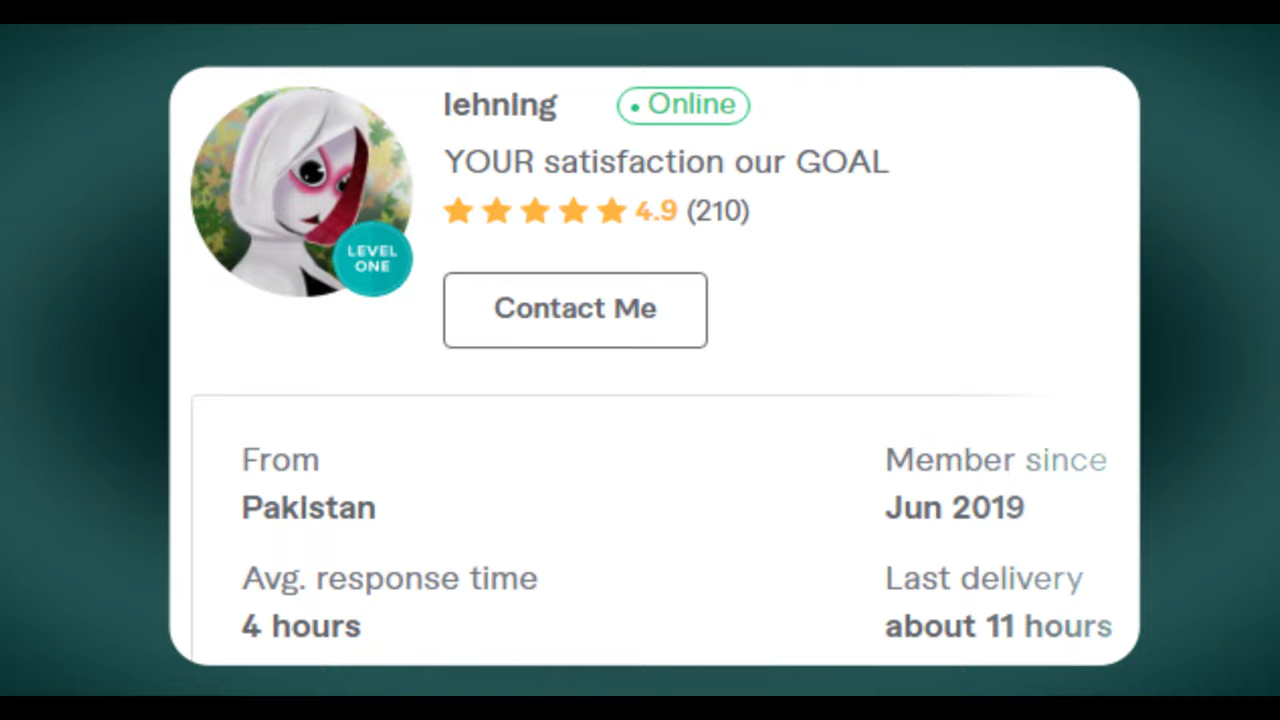 lehning
• Online
YOUR satisfaction our GOAL
4.9 (210)
LEVEL
ONE
Contact Me
From
Pakistan
Member since
Jun 2019
Avg. response time
4 hours
Last delivery
about 11 hours